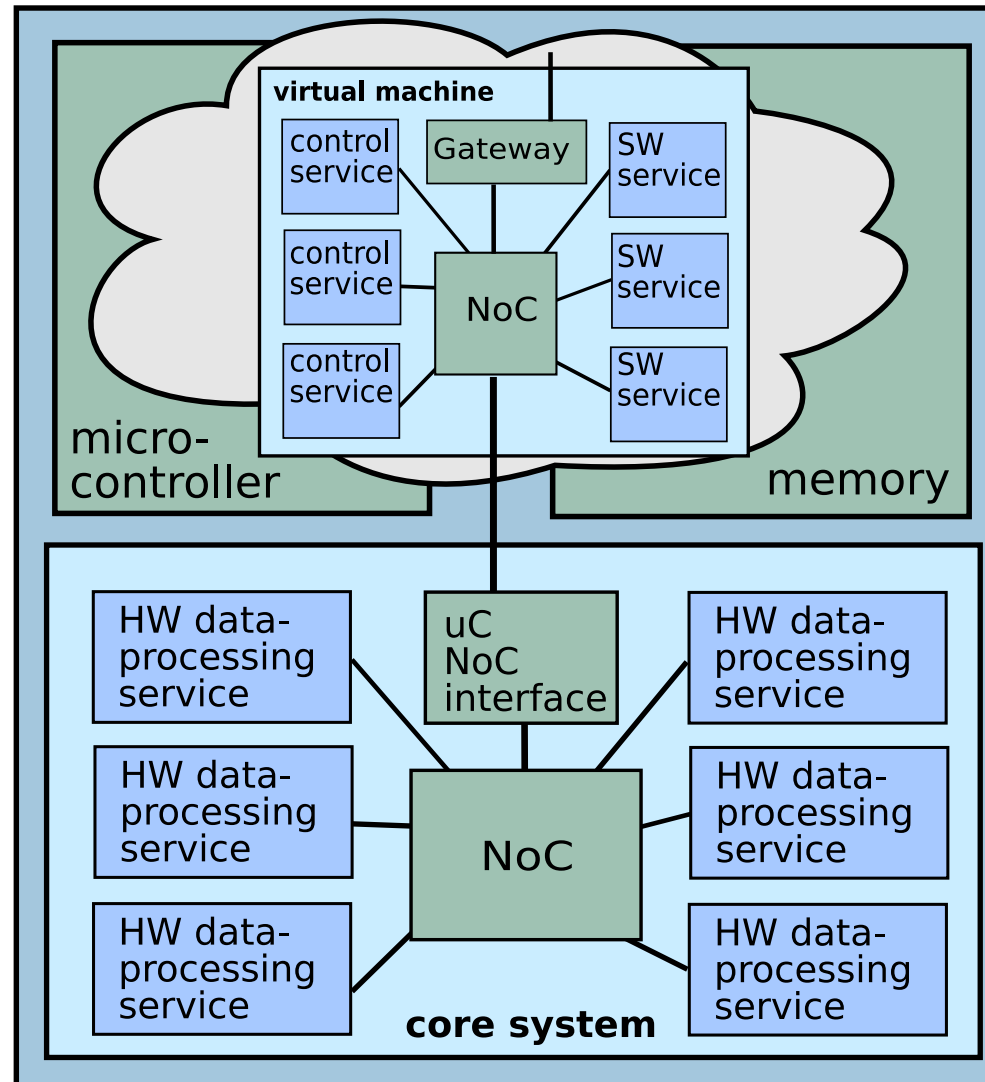 virtual machine
control
service
Gateway
SW
service
control
service
SW
service
NoC
control
service
SW
service
micro-
controller
memory
HW data-
processing
service
uC
NoC
interface
HW data-
processing
service
HW data-
processing
service
HW data-
processing
service
NoC
HW data-
processing
service
HW data-
processing
service
core system